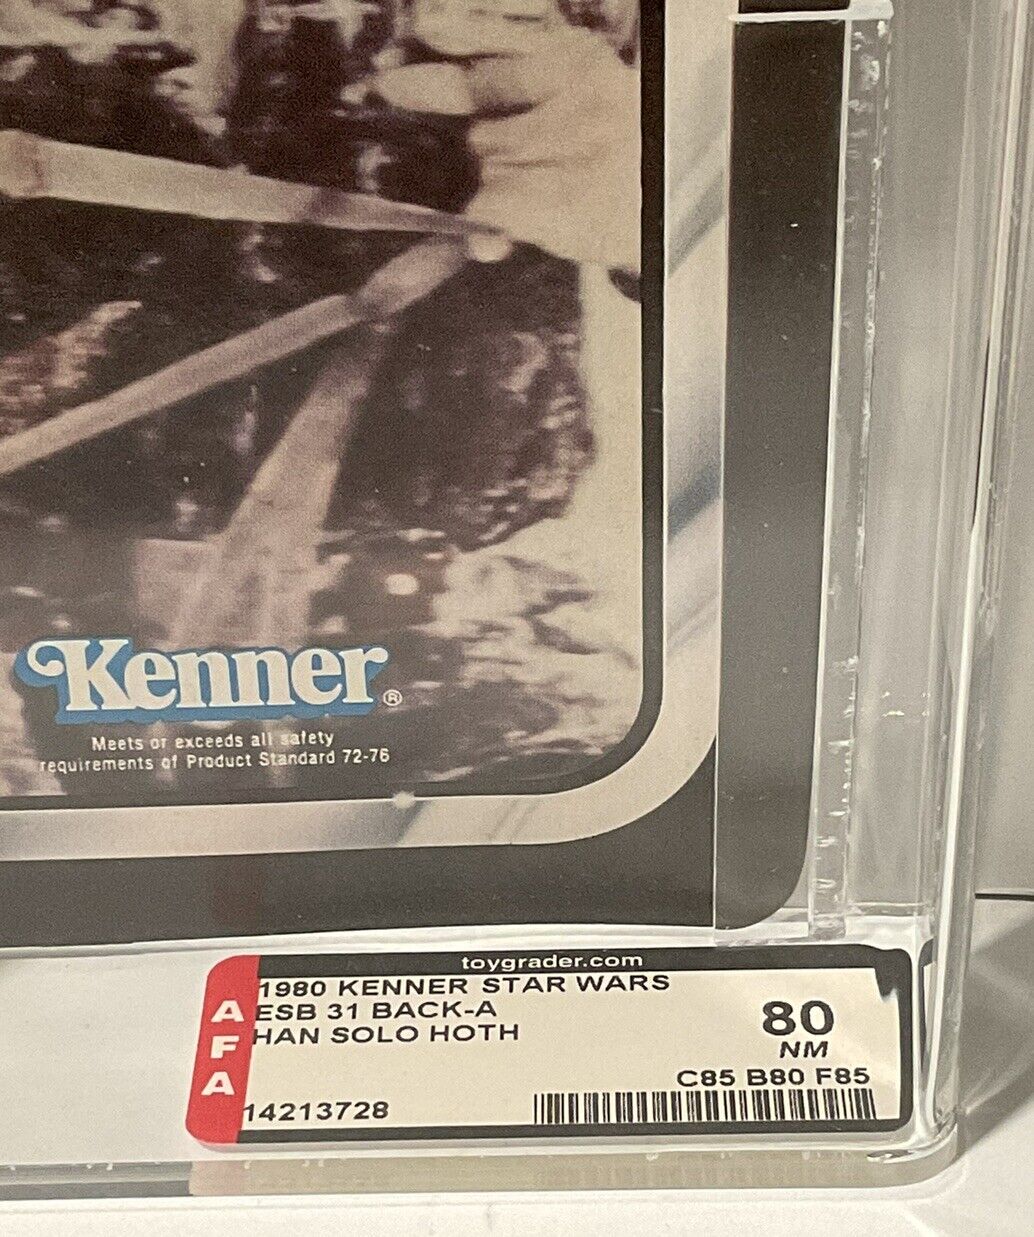 Kenner®
Meets or exceeds all safety
requirements of Product Standard 72-76
toygrader.com
AFA
1980 KENNER STAR WARS
ESB 31 BACK-A
HAN SOLO HOTH
80
NM
C85 B80 F85
14213728